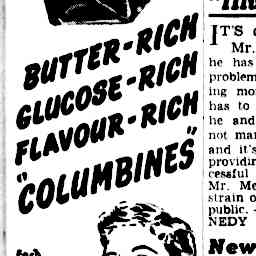 BUTTER-RICH
GLUCOSE-RICH
FLAVOUR-RICH
"COLUMBINES"
IT'S
Mr.
he has
problem
ing mo
has to
he and
not ma
and it's
providin
cessful
Mr. Me
strain o
public. -
NEDY
New